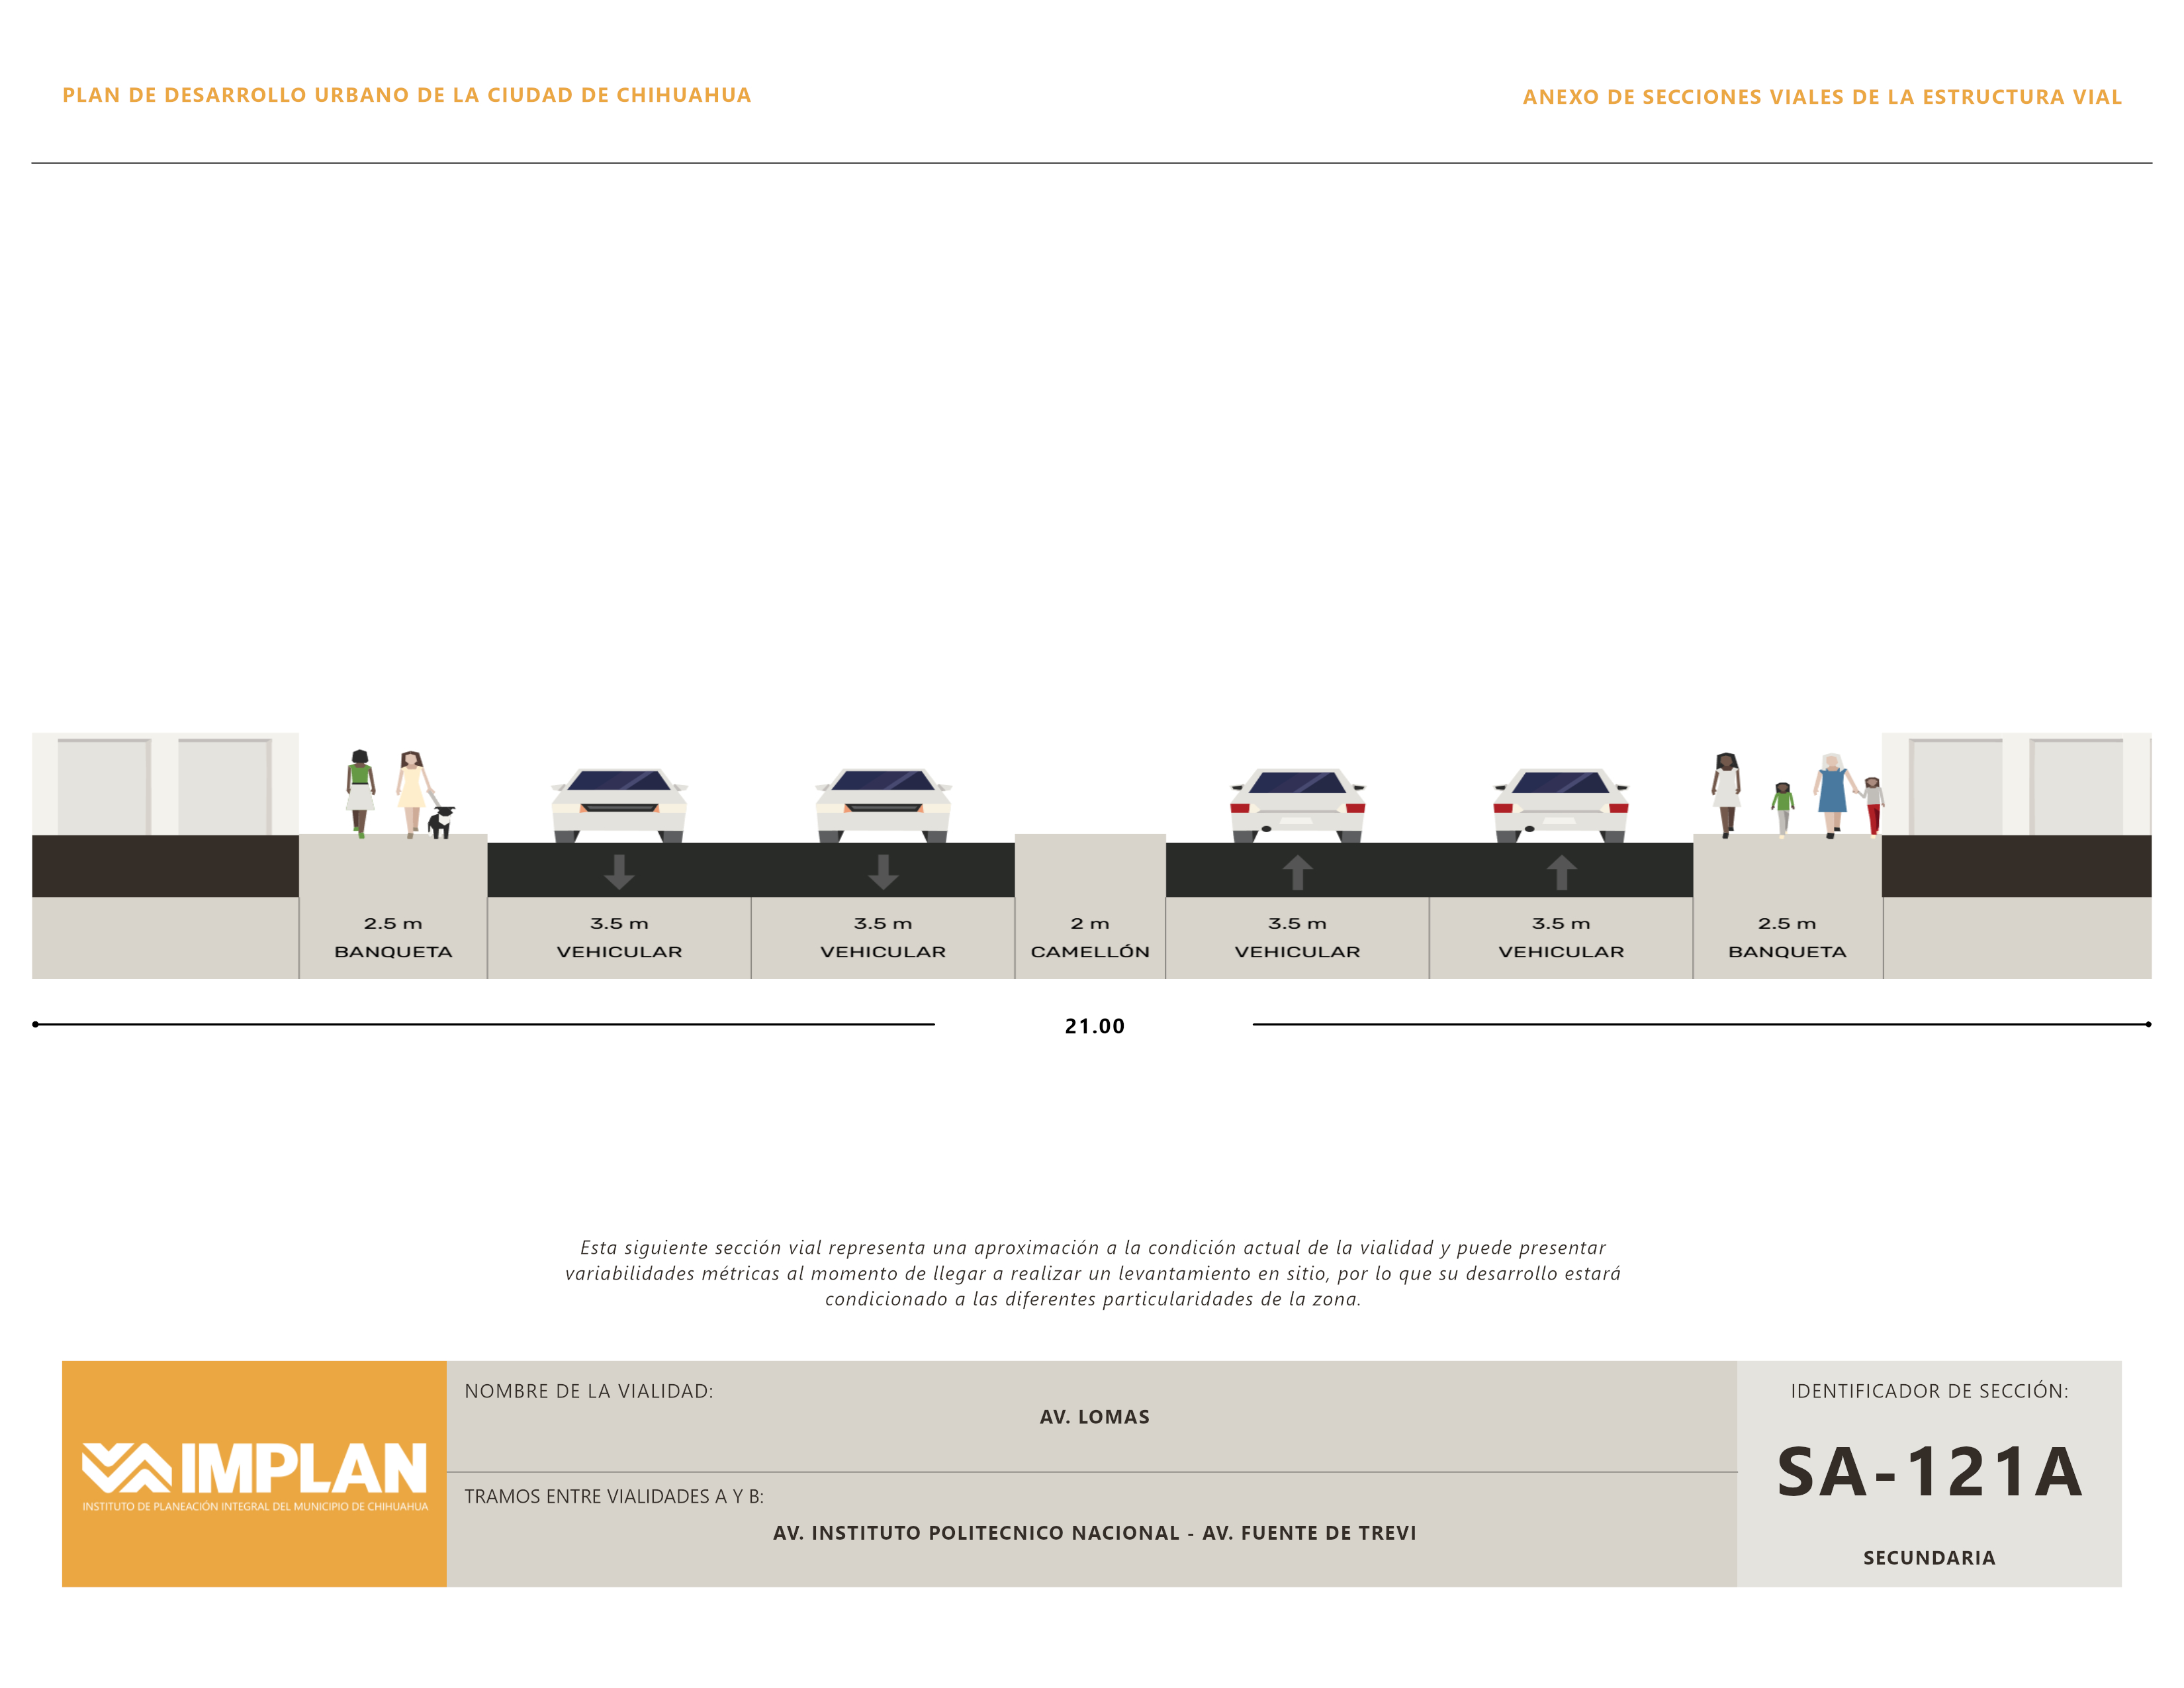 PLAN DE DESARROLLO URBANO DE LA CIUDAD DE CHIHUAHUA
ANEXO DE SECCIONES VIALES DE LA ESTRUCTURA VIAL
2.5 m
BANQUETA
3.5 m
VEHICULAR
3.5 m
VEHICULAR
2 m
CAMELLÓN
3.5 m
VEHICULAR
3.5 m
VEHICULAR
2.5 m
BANQUETA
21.00
Esta siguiente sección vial representa una aproximación a la condición actual de la vialidad y puede presentar
variabilidades métricas al momento de llegar a realizar un levantamiento en sitio, por lo que su desarrollo estará
condicionado a las diferentes particularidades de la zona.
IMPLAN
INSTITUTO DE PLANEACIÓN INTEGRAL DEL MUNICIPIO DE CHIHUAHUA
NOMBRE DE LA VIALIDAD:
AV. LOMAS
TRAMOS ENTRE VIALIDADES A Y B:
AV. INSTITUTO POLITECNICO NACIONAL - AV. FUENTE DE TREVI
IDENTIFICADOR DE SECCIÓN:
SA-121A
SECUNDARIA